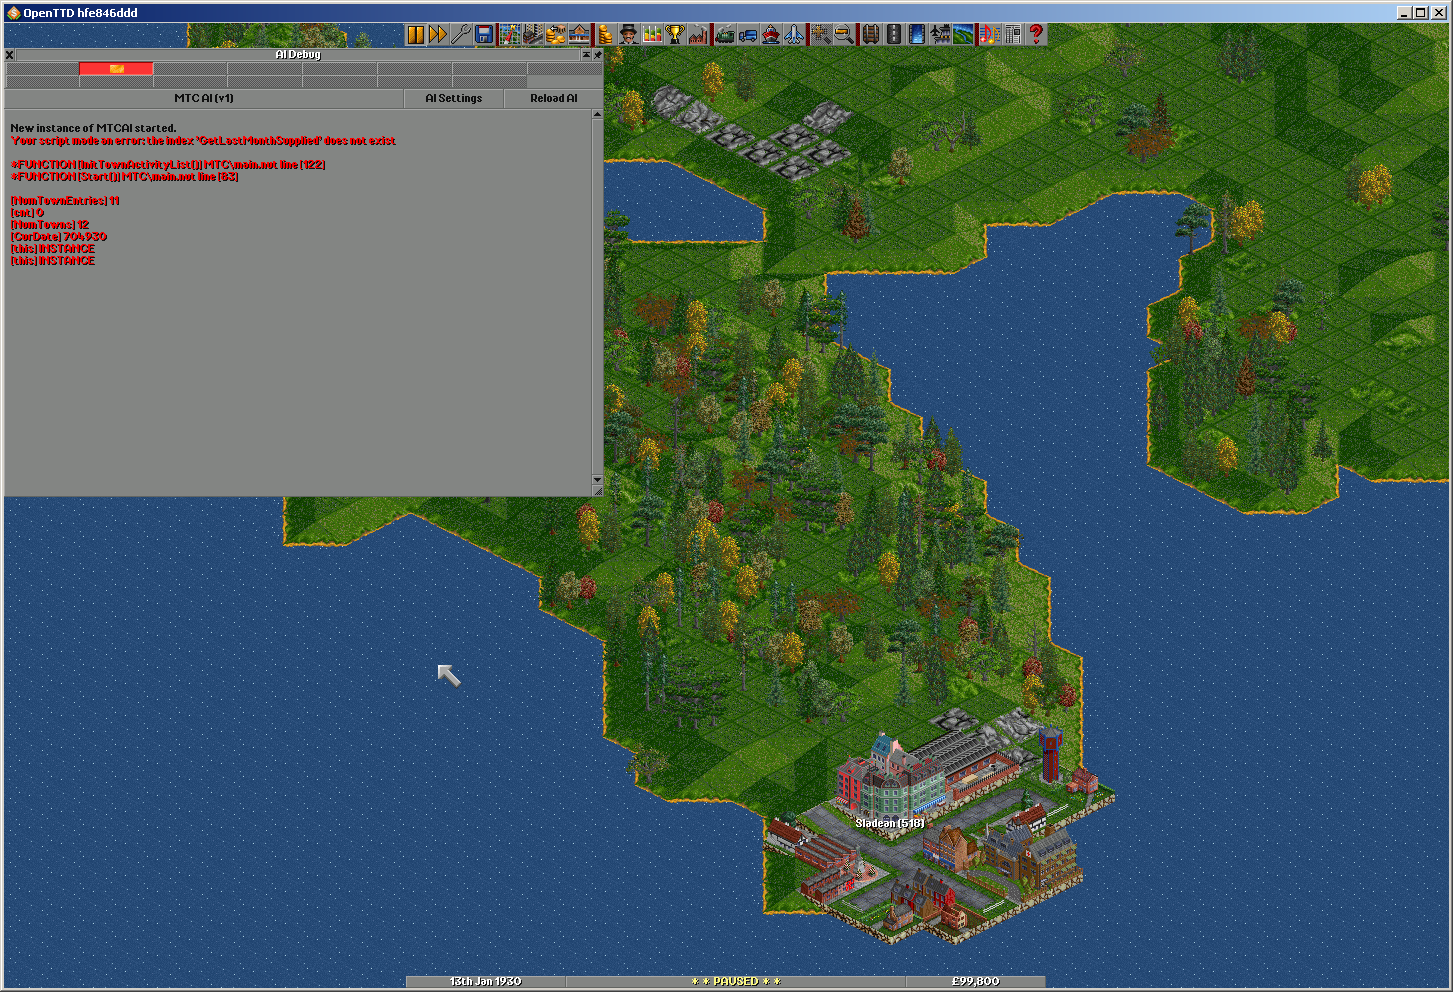 OpenTTD hfe846ddd
AI Debug
MTC AI (v1)
AI Settings
Reload AI
New instance of MTCAI started.
Your script made an error: the index 'GetLastMonthSupplied' does not exist
*FUNCTION [InitTownActivityList()] MTC\main.nut line [122]
*FUNCTION [Start()] MTC\main.nut line [63]
[NumTownEntries] 11
[cnt] 0
[NumTowns] 12
[CurDate] 704930
[this] INSTANCE
[this] INSTANCE
Sladean (518)
13th Jan 1930
* * PAUSED * *
£99,800